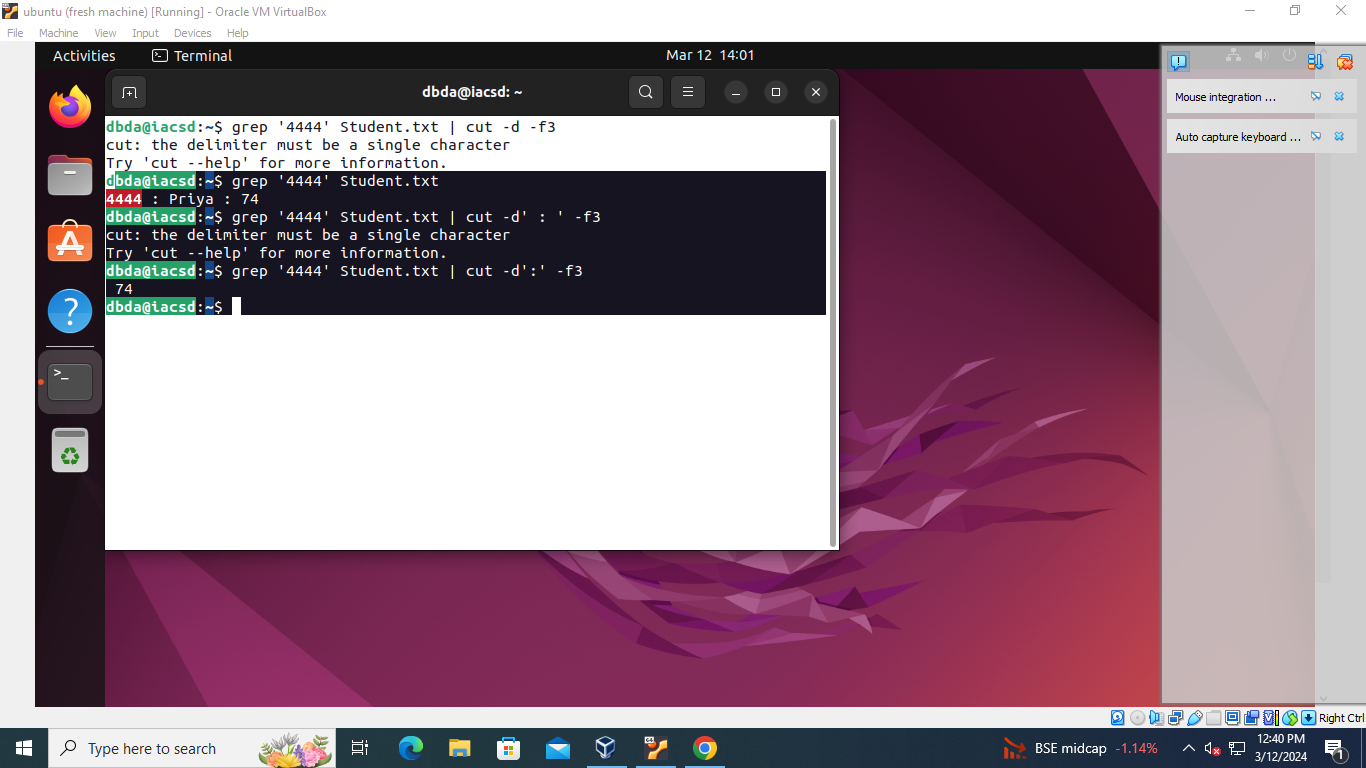 ubuntu (fresh machine) [Running] - Oracle VM VirtualBox
File Machine View Input Devices Help
Activities Terminal Mar 12 14:01
dbda@iacsd: ~
Mouse integration ...
Auto capture keyboard ...
dbda@iacsd:~$ grep '4444' Student.txt | cut -d -f3
cut: the delimiter must be a single character
Try 'cut --help' for more information.
dbda@iacsd:~$ grep '4444' Student.txt
4444 : Priya : 74
dbda@iacsd:~$ grep '4444' Student.txt | cut -d' : ' -f3
cut: the delimiter must be a single character
Try 'cut --help' for more information.
dbda@iacsd:~$ grep '4444' Student.txt | cut -d':' -f3
 74
dbda@iacsd:~$
Right Ctrl
Type here to search
BSE midcap -1.14%
12:40 PM
3/12/2024
1